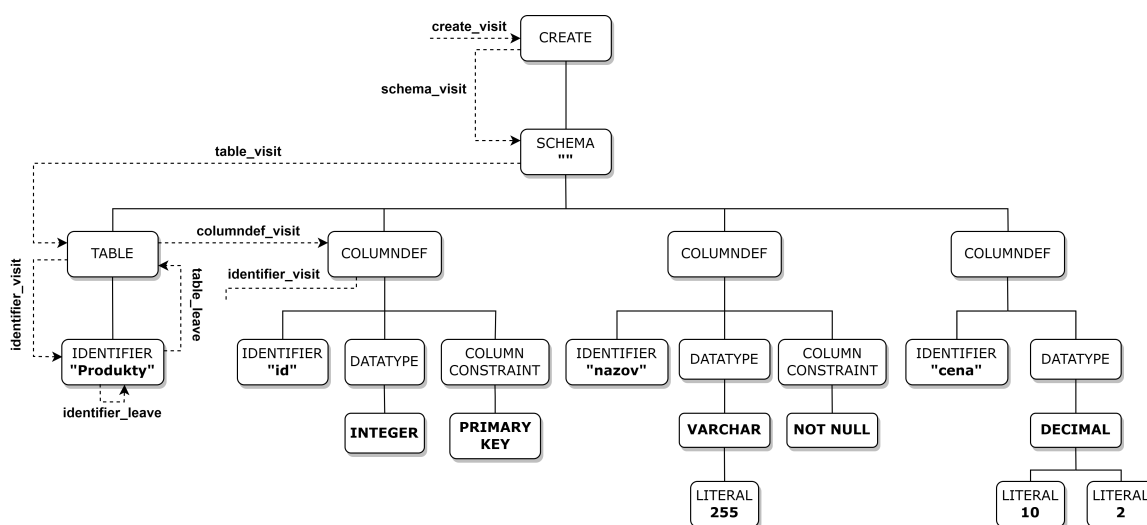 create_visit
CREATE
schema_visit
SCHEMA
""
table_visit
TABLE
columndef_visit
COLUMNDEF
COLUMNDEF
COLUMNDEF
identifier_visit
identifier_visit
table_leave
IDENTIFIER
"Produkty"
identifier_leave
IDENTIFIER
"id"
DATATYPE
COLUMN
CONSTRAINT
IDENTIFIER
"nazov"
DATATYPE
COLUMN
CONSTRAINT
IDENTIFIER
"cena"
DATATYPE
INTEGER
PRIMARY
KEY
VARCHAR
NOT NULL
DECIMAL
LITERAL
255
LITERAL
10
LITERAL
2